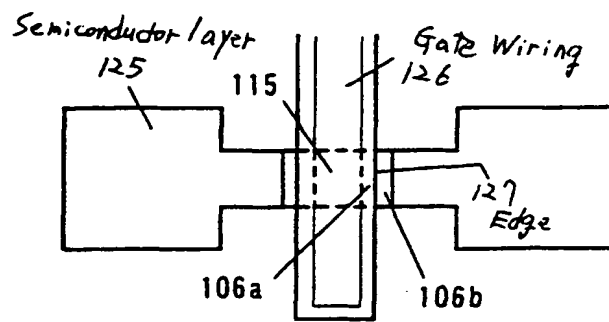 Semiconductor layer
125
115
Gate Wiring
126
127
Edge
106a
106b